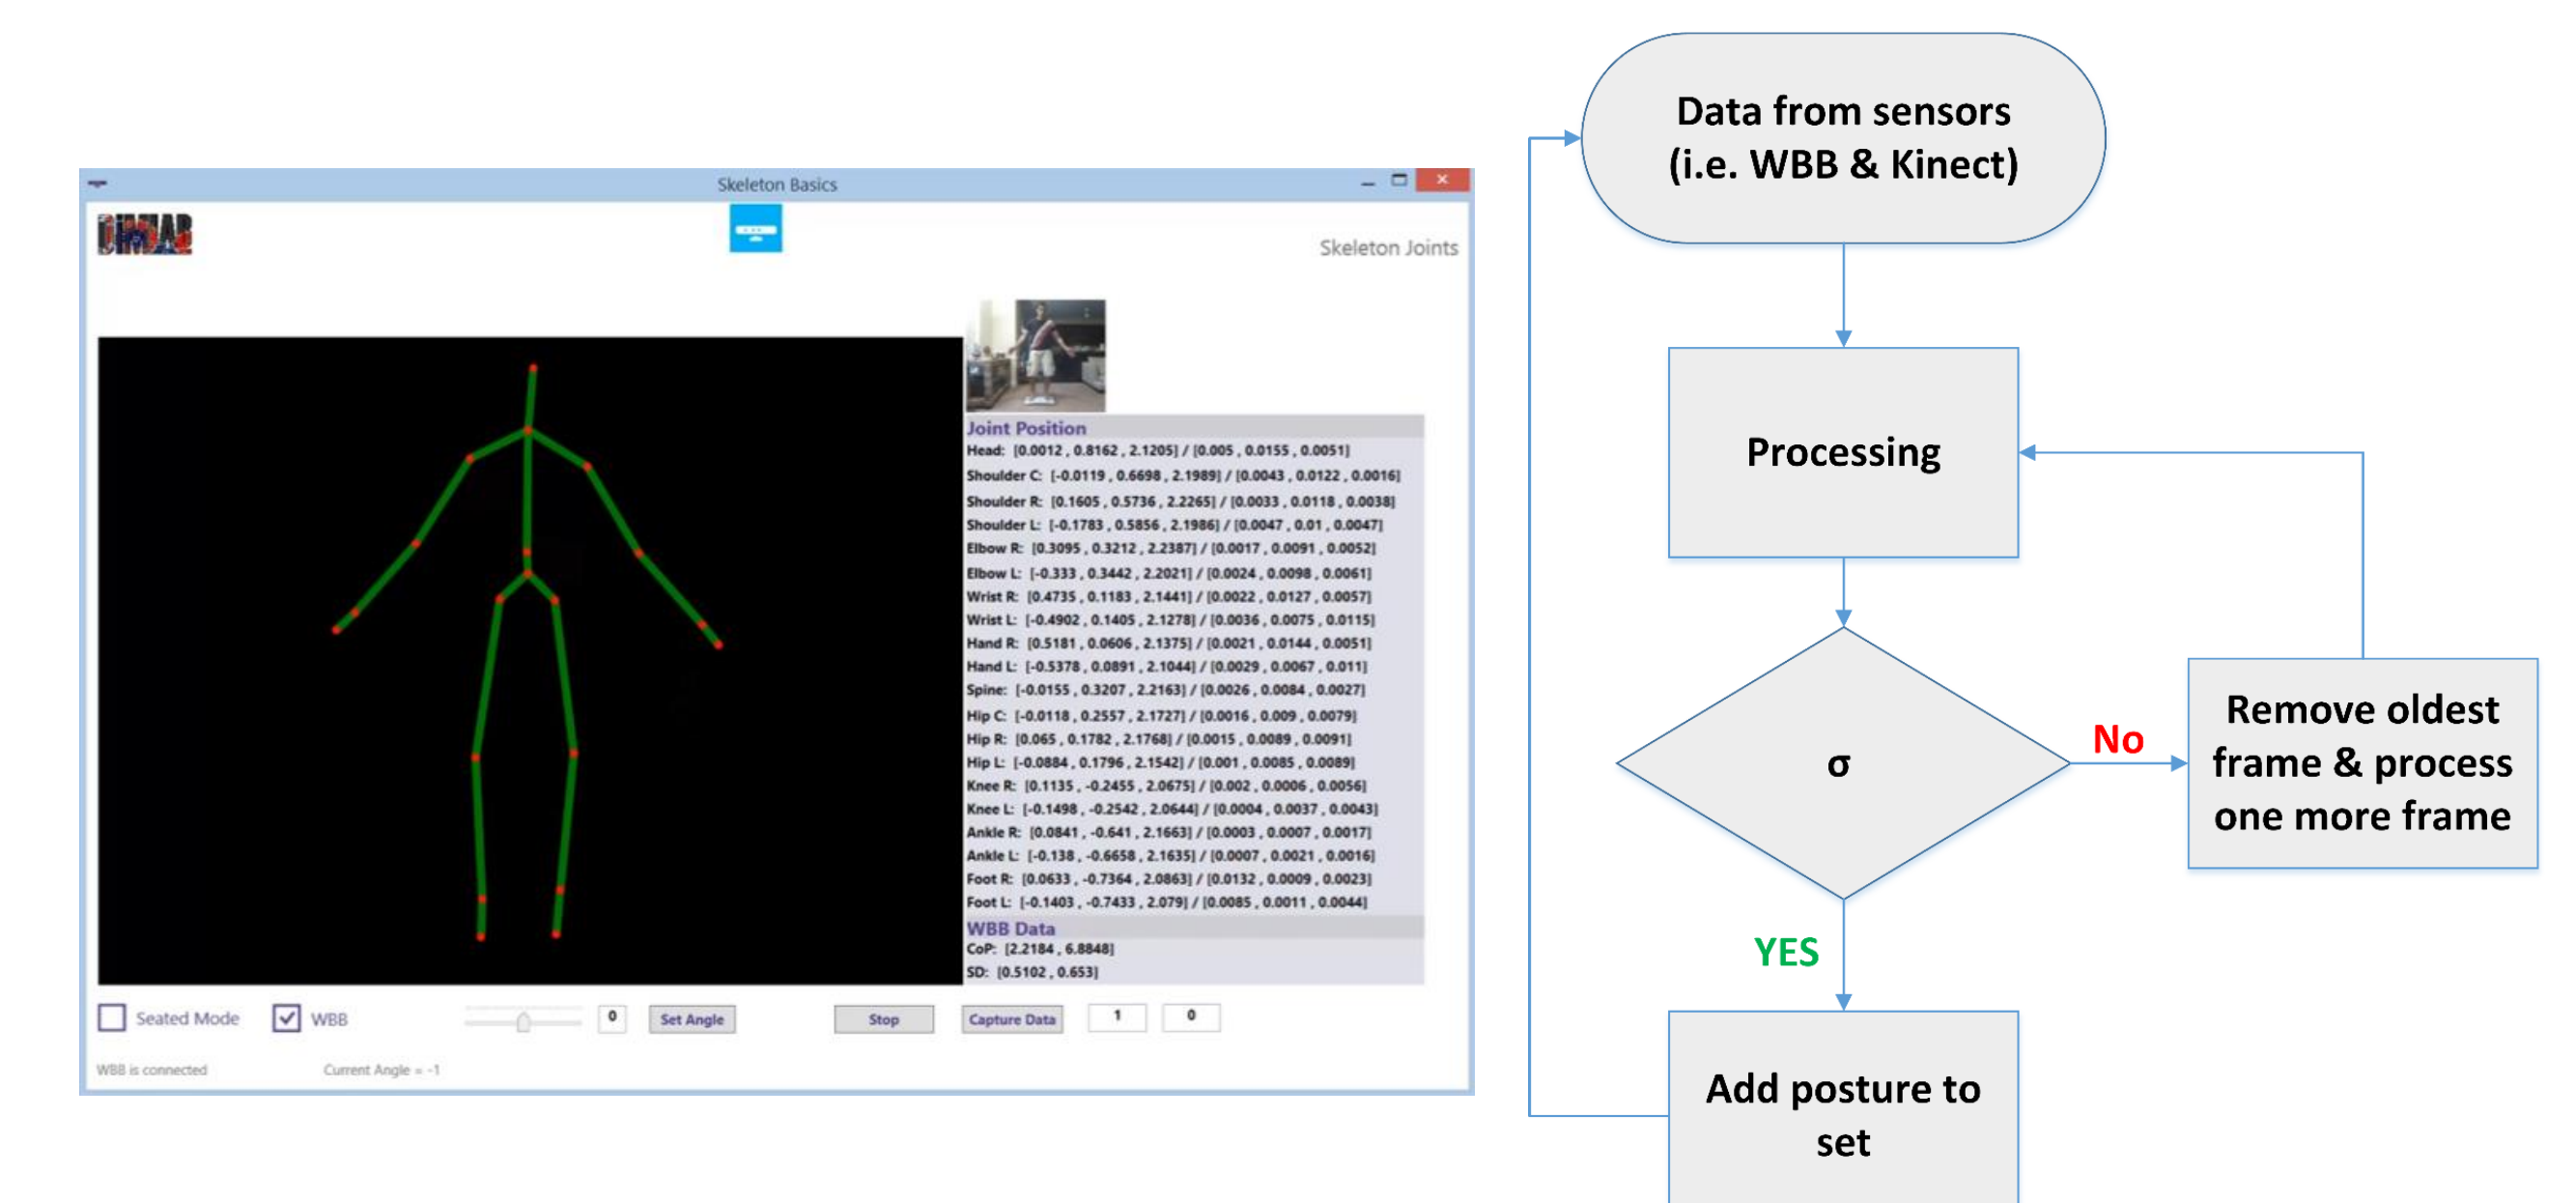 Skeleton Basics
Skeleton Joints
Joint Position
Head: [0.0012 , 0.8162 , 2.1205] / [0.005 , 0.0155 , 0.0051]
Shoulder C: [-0.0119 , 0.6698 , 2.1989] / [0.0043 , 0.0122 , 0.0016]
Shoulder R: [0.1605 , 0.5736 , 2.2265] / [0.0033 , 0.0118 , 0.0038]
Shoulder L: [-0.1783 , 0.5856 , 2.1986] / [0.0047 , 0.01 , 0.0047]
Elbow R: [0.3095 , 0.3212 , 2.2387] / [0.0017 , 0.0091 , 0.0052]
Elbow L: [-0.333 , 0.3442 , 2.2021] / [0.0024 , 0.0098 , 0.0061]
Wrist R: [0.4735 , 0.1183 , 2.1441] / [0.0022 , 0.0127 , 0.0057]
Wrist L: [-0.4902 , 0.1405 , 2.1278] / [0.0036 , 0.0075 , 0.0115]
Hand R: [0.5181 , 0.0606 , 2.1375] / [0.0021 , 0.0144 , 0.0051]
Hand L: [-0.5378 , 0.0891 , 2.1044] / [0.0029 , 0.0067 , 0.011]
Spine: [-0.0155 , 0.3207 , 2.2163] / [0.0026 , 0.0084 , 0.0027]
Hip C: [-0.0118 , 0.2557 , 2.1727] / [0.0016 , 0.009 , 0.0079]
Hip R: [0.065 , 0.1782 , 2.1768] / [0.0015 , 0.0089 , 0.0091]
Hip L: [-0.0884 , 0.1796 , 2.1542] / [0.001 , 0.0085 , 0.0089]
Knee R: [0.1135 , -0.2455 , 2.0675] / [0.002 , 0.0006 , 0.0056]
Knee L: [-0.1498 , -0.2542 , 2.0644] / [0.0004 , 0.0037 , 0.0043]
Ankle R: [0.0841 , -0.641 , 2.1663] / [0.0003 , 0.0007 , 0.0017]
Ankle L: [-0.138 , -0.6658 , 2.1635] / [0.0007 , 0.0021 , 0.0016]
Foot R: [0.0633 , -0.7364 , 2.0863] / [0.0132 , 0.0009 , 0.0023]
Foot L: [-0.1403 , -0.7433 , 2.079] / [0.0085 , 0.0011 , 0.0044]
WBB Data
CoP: [2.2184 , 6.8848]
SD: [0.5102 , 0.653]
Seated Mode
WBB
0
Set Angle
Stop
Capture Data
1
0
WBB is connected
Current Angle = -1
Data from sensors
(i.e. WBB & Kinect)
Processing
σ
No
Remove oldest
frame & process
one more frame
YES
Add posture to
set